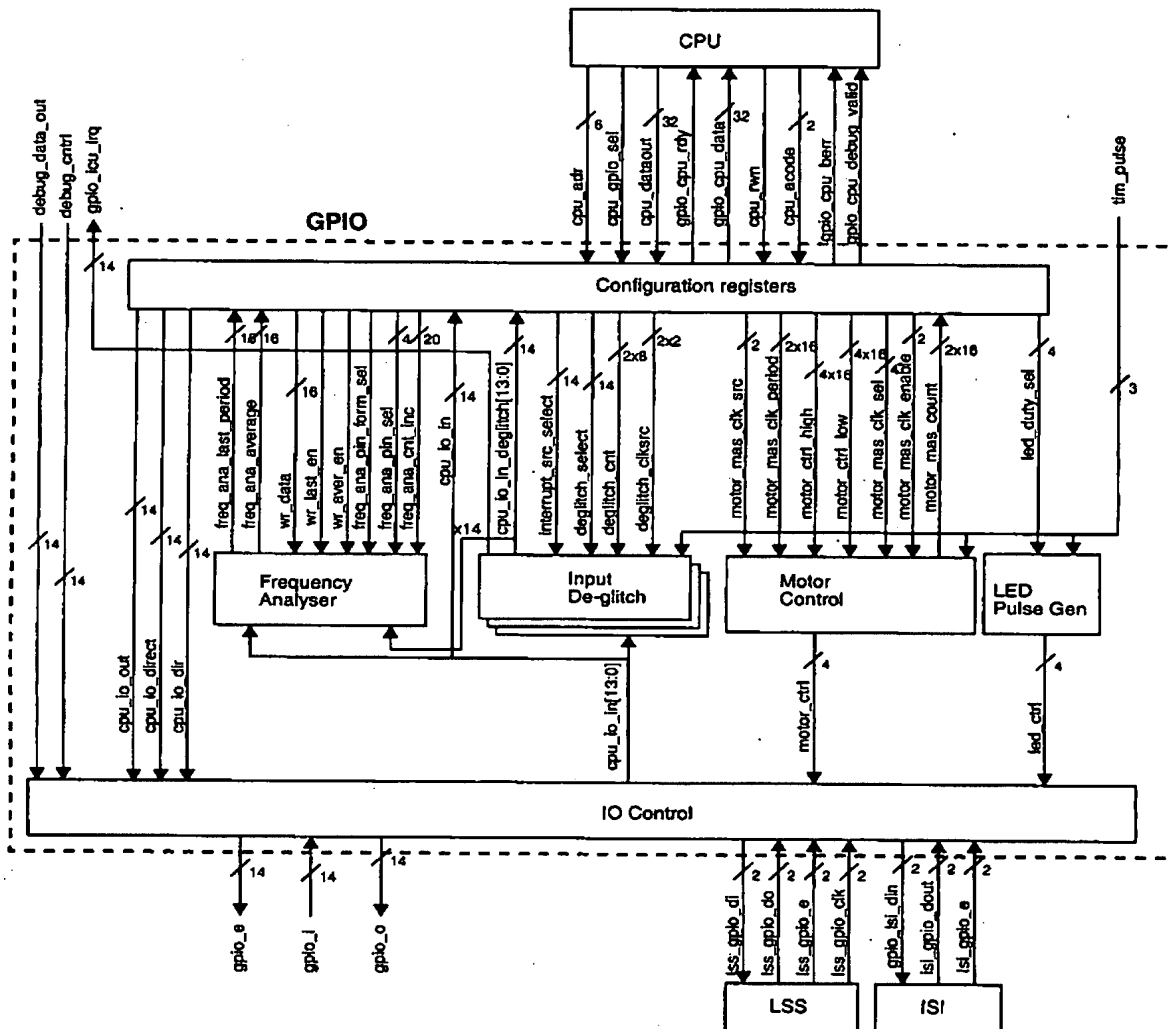 CPU
debug_data_out
debug_cntrl
gpio_icu_irq
14
GPIO
6
32
32
2
cpu_adr
cpu_gpio_sel
cpu_dataout
gpio_cpu_rdy
gpio_cpu_data
cpu_rwn
cpu_acode
gpio_cpu_berr
gpio_cpu_debug_valid
tim_pulse
3
Configuration registers
16
16
16
4
20
14
14
14
14
2x8
2x2
2
2x16
4x16
4x16
4
2
2x16
4
freq_ana_last_period
freq_ana_average
wr_data
wr_last_en
wr_aver_en
freq_ana_pin_form_sel
freq_ana_pin_sel
freq_ana_cnt_inc
cpu_io_in
cpu_io_in_deglitch[13:0]
interrupt_src_select
deglitch_select
deglitch_cnt
deglitch_clksrc
motor_mas_clk_src
motor_mas_clk_period
motor_ctrl_high
motor_ctrl_low
motor_mas_clk_sel
motor_mas_clk_enable
motor_mas_count
led_duty_sel
x14
14
14
14
14
14
Frequency
Analyser
Input
De-glitch
Motor
Control
LED
Pulse Gen
cpu_io_out
cpu_io_direct
cpu_io_dir
cpu_io_in[13:0]
4
motor_ctrl
4
led_ctrl
IO Control
14
14
14
gpio_e
gpio_i
gpio_o
2
2
2
2
2
2
2
lss_gpio_di
lss_gpio_do
lss_gpio_e
lss_gpio_clk
gpio_isi_din
isi_gpio_dout
isi_gpio_e
LSS
ISI